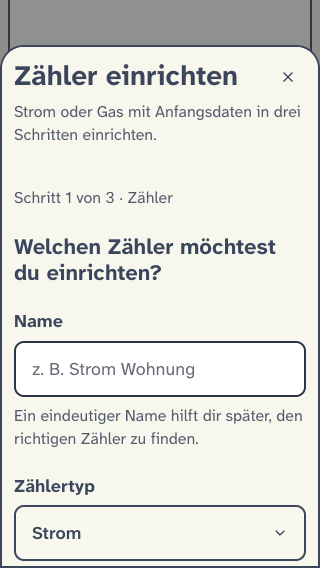 Zähler einrichten
Strom oder Gas mit Anfangsdaten in drei
Schritten einrichten.
Schritt 1 von 3 · Zähler
Welchen Zähler möchtest
du einrichten?
Name
z. B. Strom Wohnung
Ein eindeutiger Name hilft dir später, den
richtigen Zähler zu finden.
Zählertyp
Strom